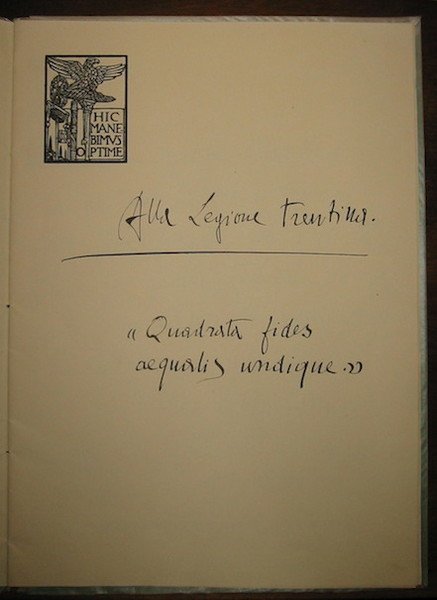 HIC
MANE
BIMVS
OPTIME
Alla Legione trentina.
« Quadrata fides
aequalis undique. »